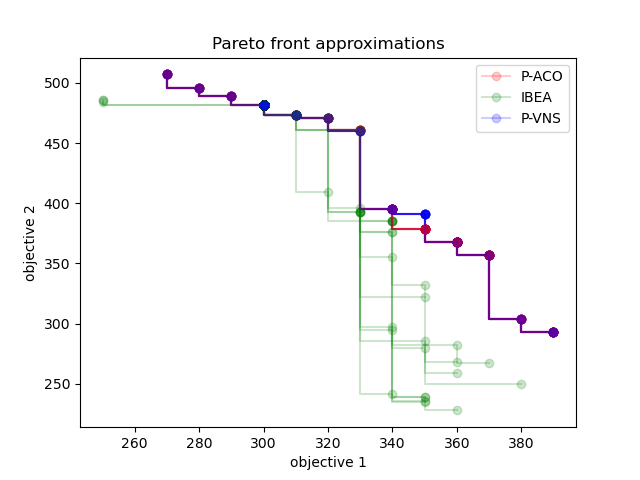 Pareto front approximations
P-ACO
IBEA
P-VNS
objective 2
500
450
400
350
300
250
260
280
300
320
340
360
380
objective 1